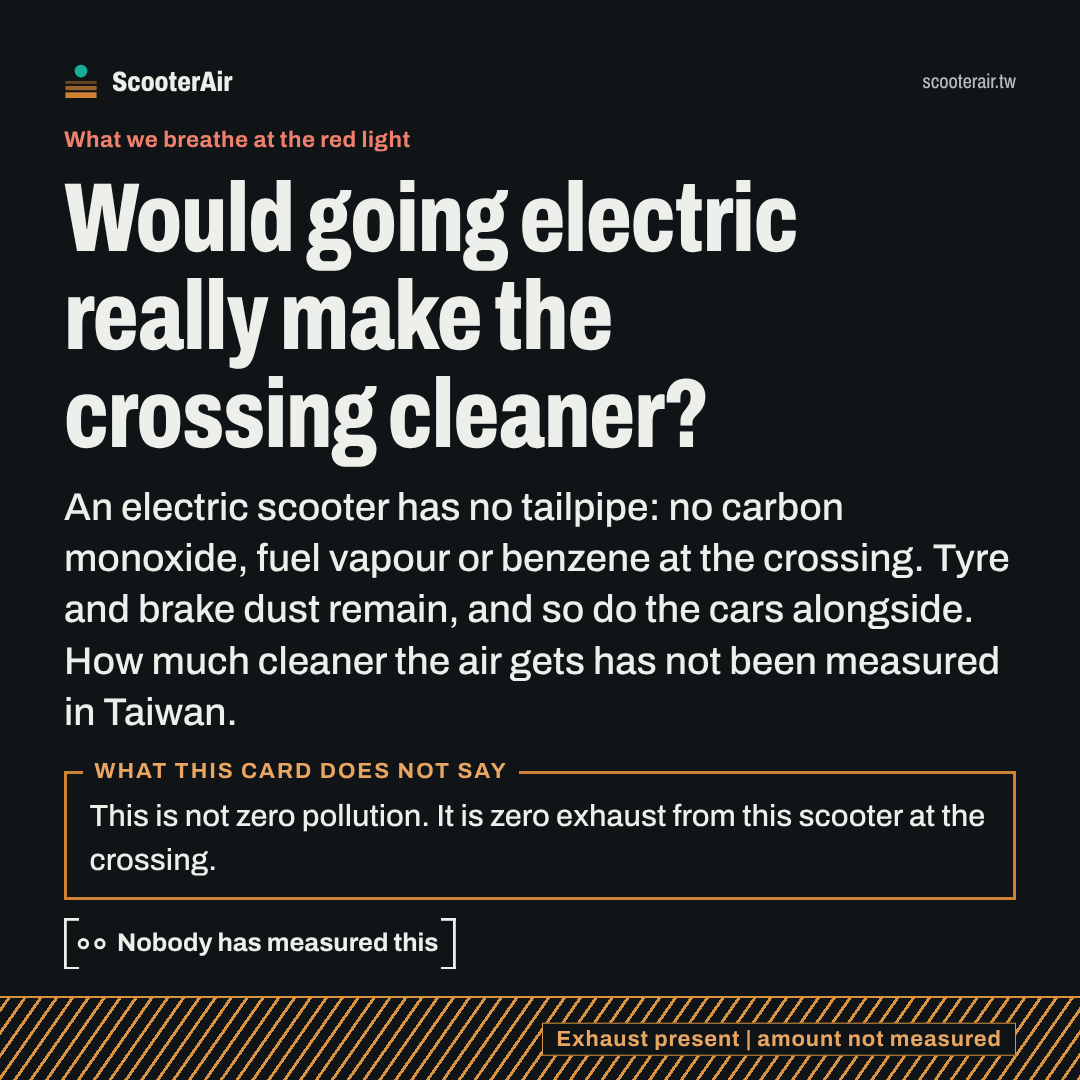 ScooterAir
scooterair.tw
What we breathe at the red light
Would going electric
really make the
crossing cleaner?
An electric scooter has no tailpipe: no carbon
monoxide, fuel vapour or benzene at the crossing. Tyre
and brake dust remain, and so do the cars alongside.
How much cleaner the air gets has not been measured
in Taiwan.
WHAT THIS CARD DOES NOT SAY
This is not zero pollution. It is zero exhaust from this scooter at the
crossing.
Nobody has measured this
Exhaust present | amount not measured